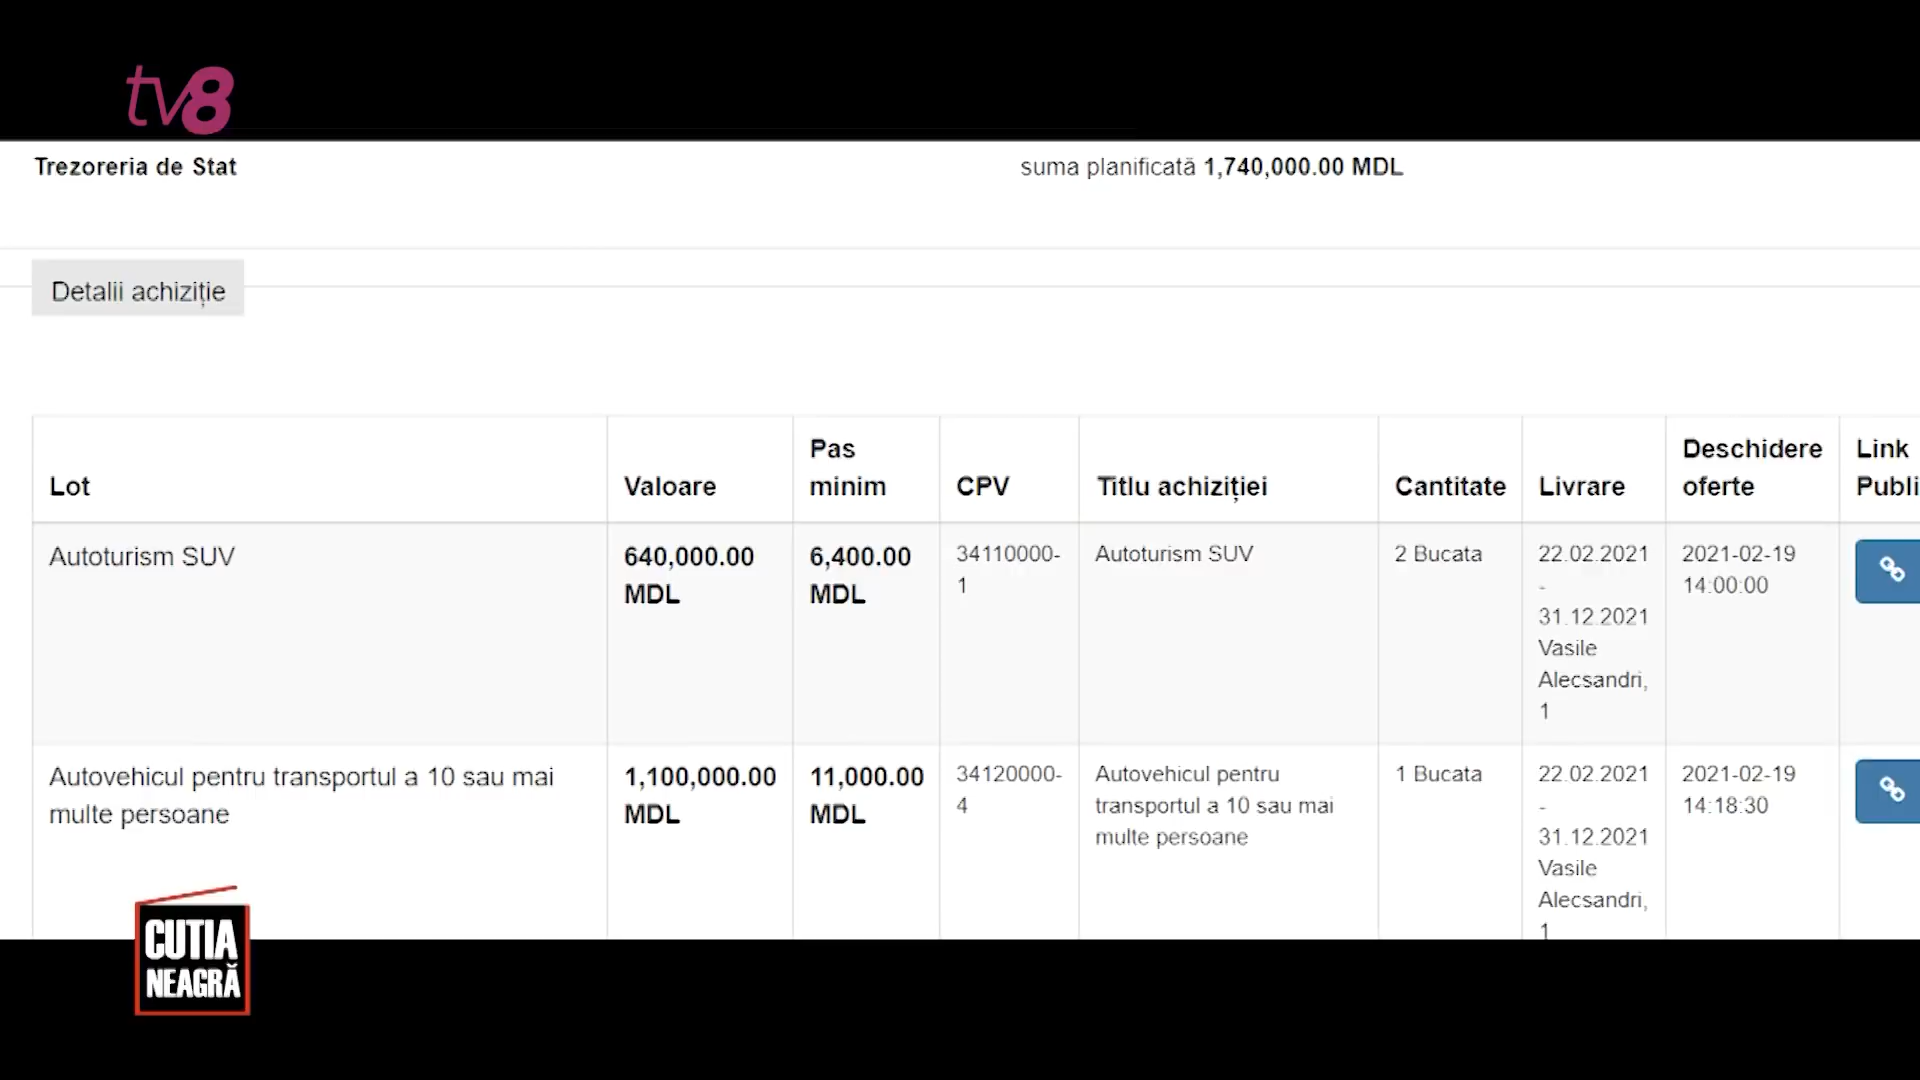 tv8
Trezoreria de Stat
suma planificată 1,740,000.00 MDL
Detalii achiziție
Lot
Valoare
Pas
minim
CPV
Titlu achiziției
Cantitate
Livrare
Deschidere
oferte
Link
Publi
Autoturism SUV
640,000.00
MDL
6,400.00
MDL
34110000-
1
Autoturism SUV
2 Bucata
22.02.2021
-
31.12.2021
Vasile
Alecsandri,
1
2021-02-19
14:00:00
Autovehicul pentru transportul a 10 sau mai
multe persoane
1,100,000.00
MDL
11,000.00
MDL
34120000-
4
Autovehicul pentru
transportul a 10 sau mai
multe persoane
1 Bucata
22.02.2021
-
31.12.2021
Vasile
Alecsandri,
1
2021-02-19
14:18:30
CUTIA
NEAGRĂ